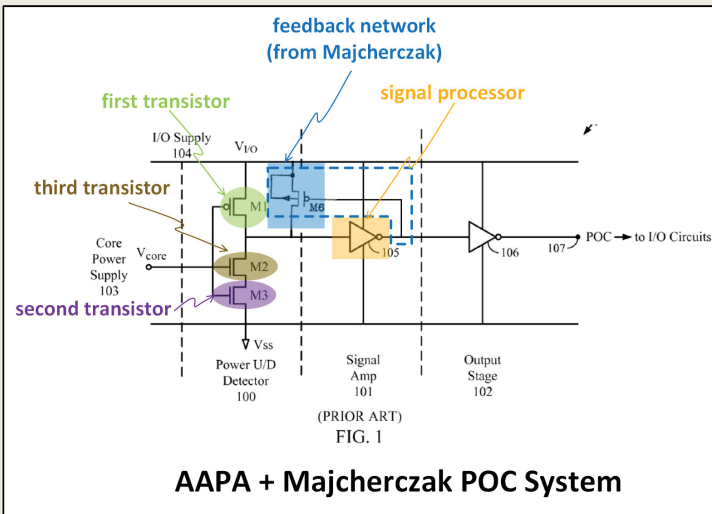 feedback network
(from Majcherczak)
first transistor
signal processor
I/O Supply
104
V_I/O
third transistor
M1
M6
Core
Power
Supply
103
Vcore
M2
105
106
107
POC
to I/O Circuits
second transistor
M3
Vss
Power U/D
Detector
100
Signal
Amp
101
Output
Stage
102
(PRIOR ART)
FIG. 1
AAPA + Majcherczak POC System